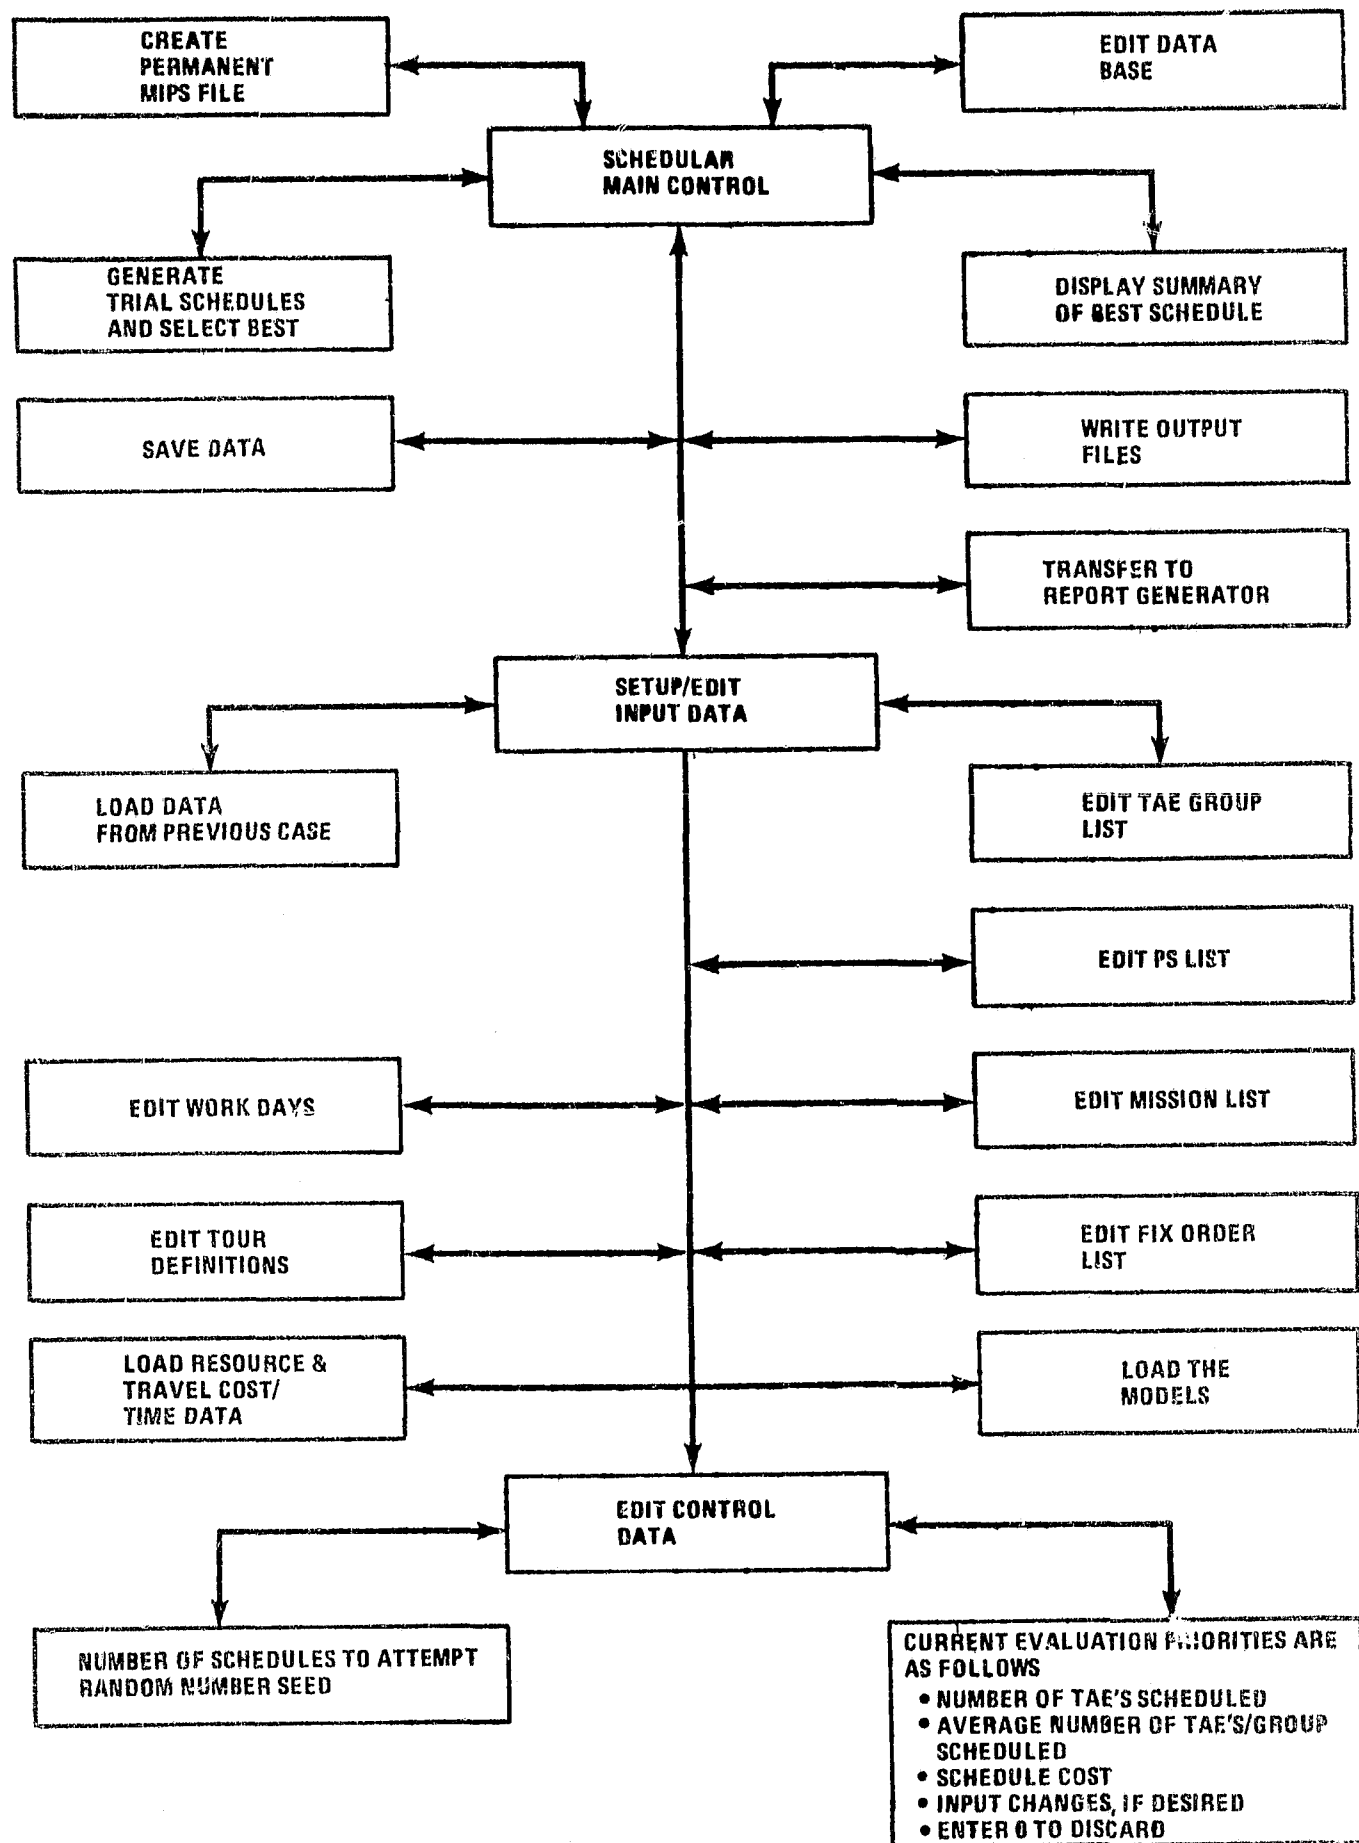 CREATE
PERMANENT
MIPS FILE
EDIT DATA
BASE
SCHEDULAR
MAIN CONTROL
GENERATE
TRIAL SCHEDULES
AND SELECT BEST
DISPLAY SUMMARY
OF BEST SCHEDULE
SAVE DATA
WRITE OUTPUT
FILES
TRANSFER TO
REPORT GENERATOR
SETUP/EDIT
INPUT DATA
LOAD DATA
FROM PREVIOUS CASE
EDIT TAE GROUP
LIST
EDIT PS LIST
EDIT WORK DAYS
EDIT MISSION LIST
EDIT TOUR
DEFINITIONS
EDIT FIX ORDER
LIST
LOAD RESOURCE &
TRAVEL COST/
TIME DATA
LOAD THE
MODELS
EDIT CONTROL
DATA
NUMBER OF SCHEDULES TO ATTEMPT
RANDOM NUMBER SEED
CURRENT EVALUATION PRIORITIES ARE
AS FOLLOWS
• NUMBER OF TAE'S SCHEDULED
• AVERAGE NUMBER OF TAE'S/GROUP
SCHEDULED
• SCHEDULE COST
• INPUT CHANGES, IF DESIRED
• ENTER 0 TO DISCARD